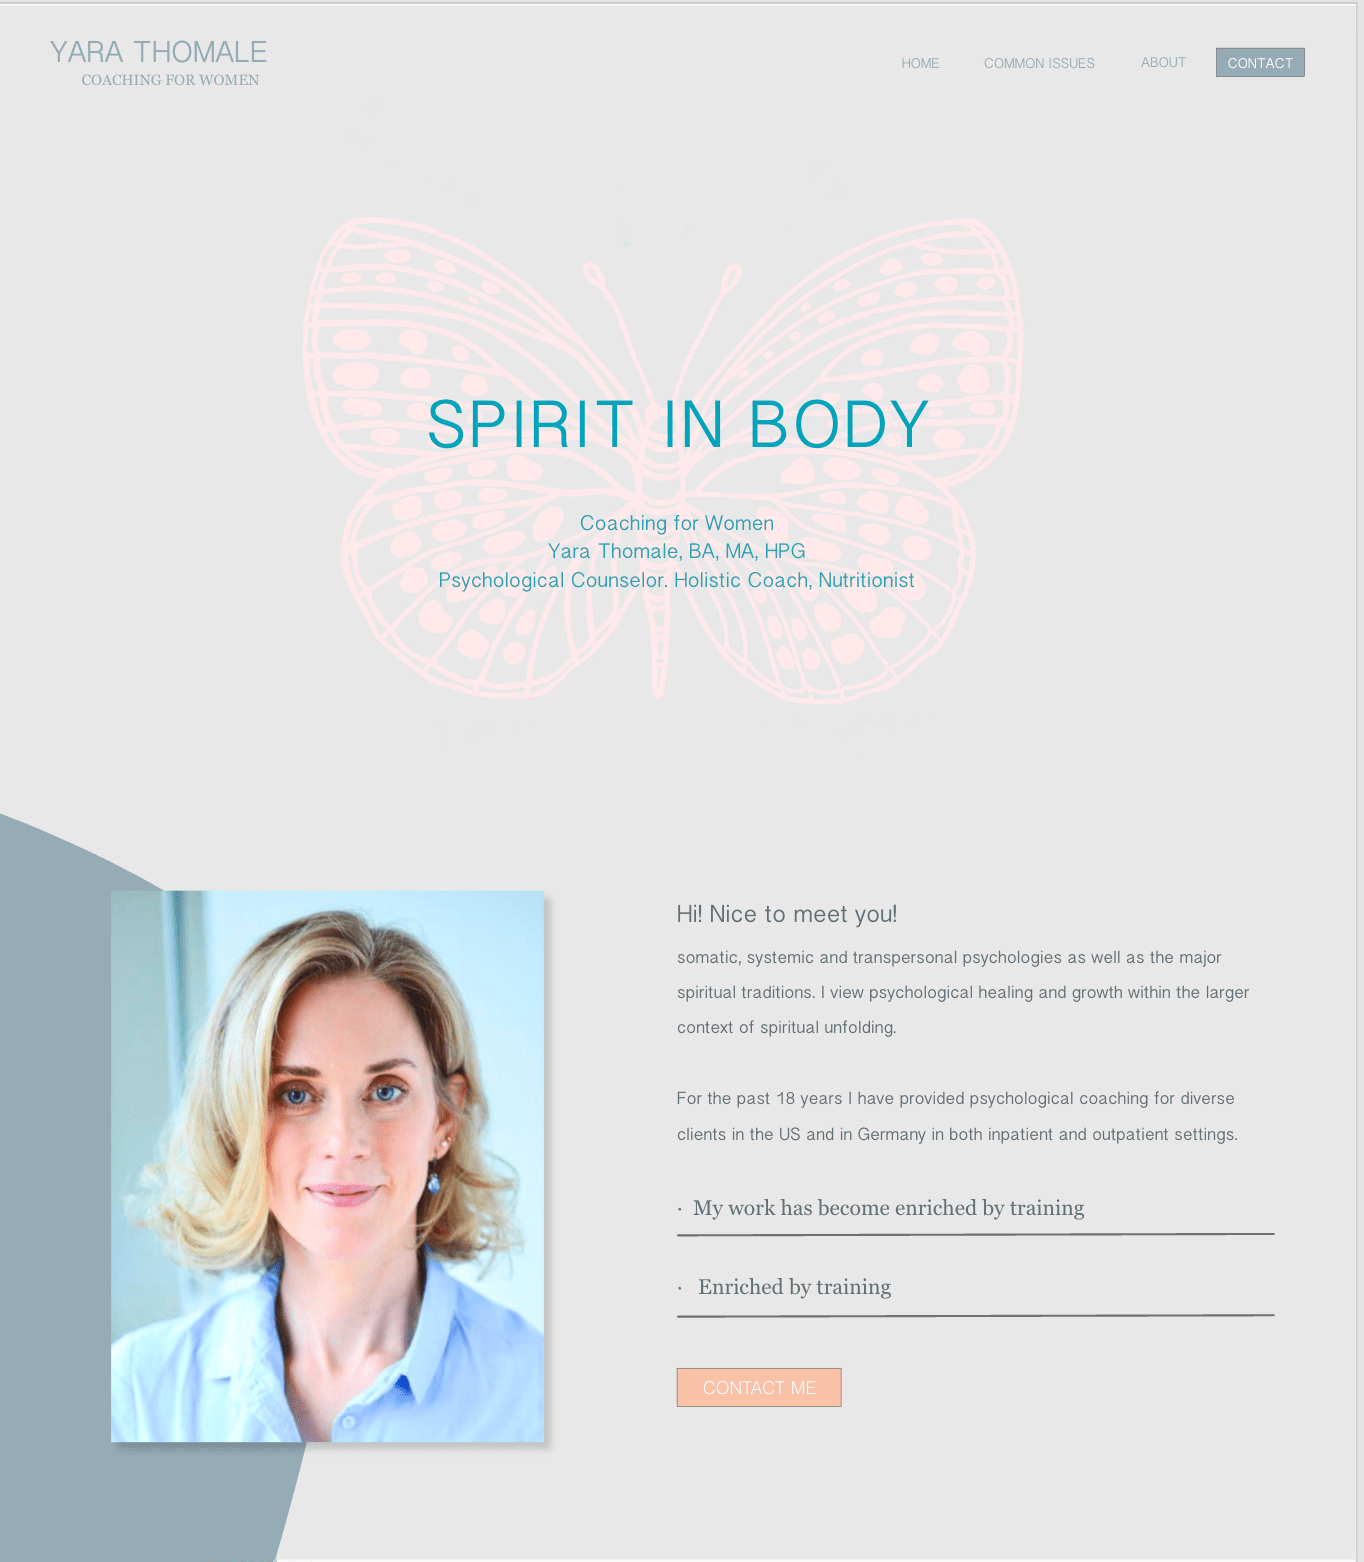 YARA THOMALE
COACHING FOR WOMEN
HOME
COMMON ISSUES
ABOUT
CONTACT
SPIRIT IN BODY
Coaching for Women
Yara Thomale, BA, MA, HPG
Psychological Counselor. Holistic Coach, Nutritionist
Hi! Nice to meet you!
somatic, systemic and transpersonal psychologies as well as the major
spiritual traditions. I view psychological healing and growth within the larger
context of spiritual unfolding.
For the past 18 years I have provided psychological coaching for diverse
clients in the US and in Germany in both inpatient and outpatient settings.
· My work has become enriched by training
· Enriched by training
CONTACT ME